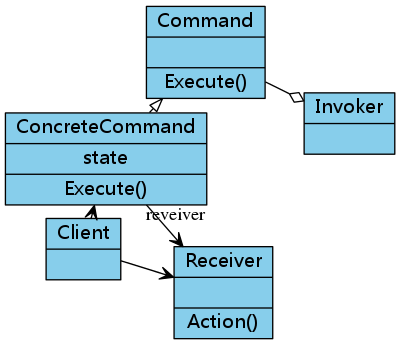 Command
Execute()
Invoker
ConcreteCommand
state
Execute()
reveiver
Client
Receiver
Action()